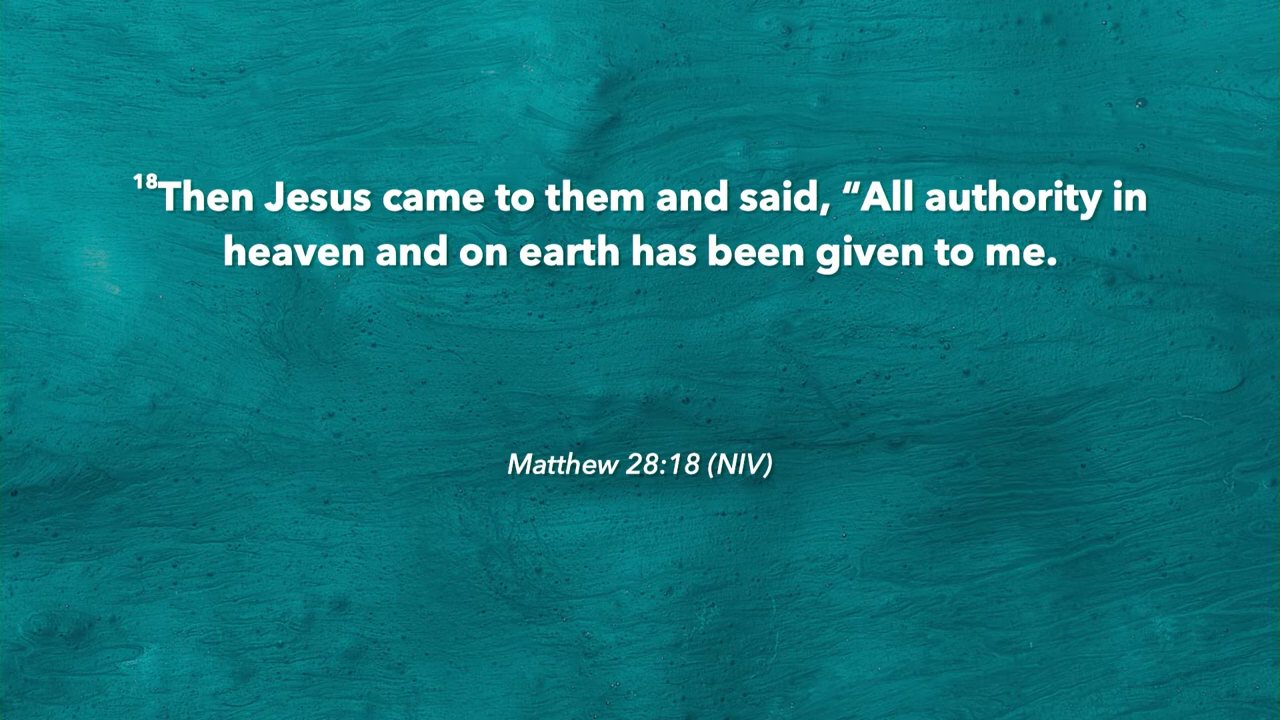 ¹⁸Then Jesus came to them and said, “All authority in
heaven and on earth has been given to me.
Matthew 28:18 (NIV)